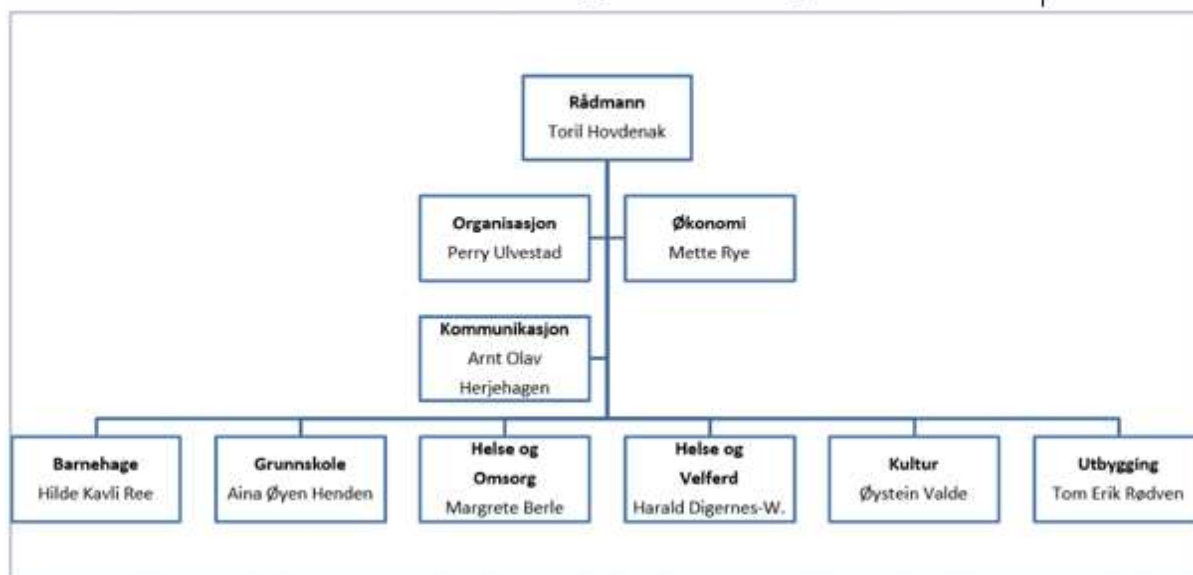 Rådmann
Toril Hovdenak
Organisasjon
Perry Ulvestad
Økonomi
Mette Rye
Kommunikasjon
Arnt Olav
Herjehagen
Barnehage
Hilde Kavli Ree
Grunnskole
Aina Øyen Henden
Helse og
Omsorg
Margrete Berle
Helse og
Velferd
Harald Digernes-W.
Kultur
Øystein Valde
Utbygging
Tom Erik Rødven